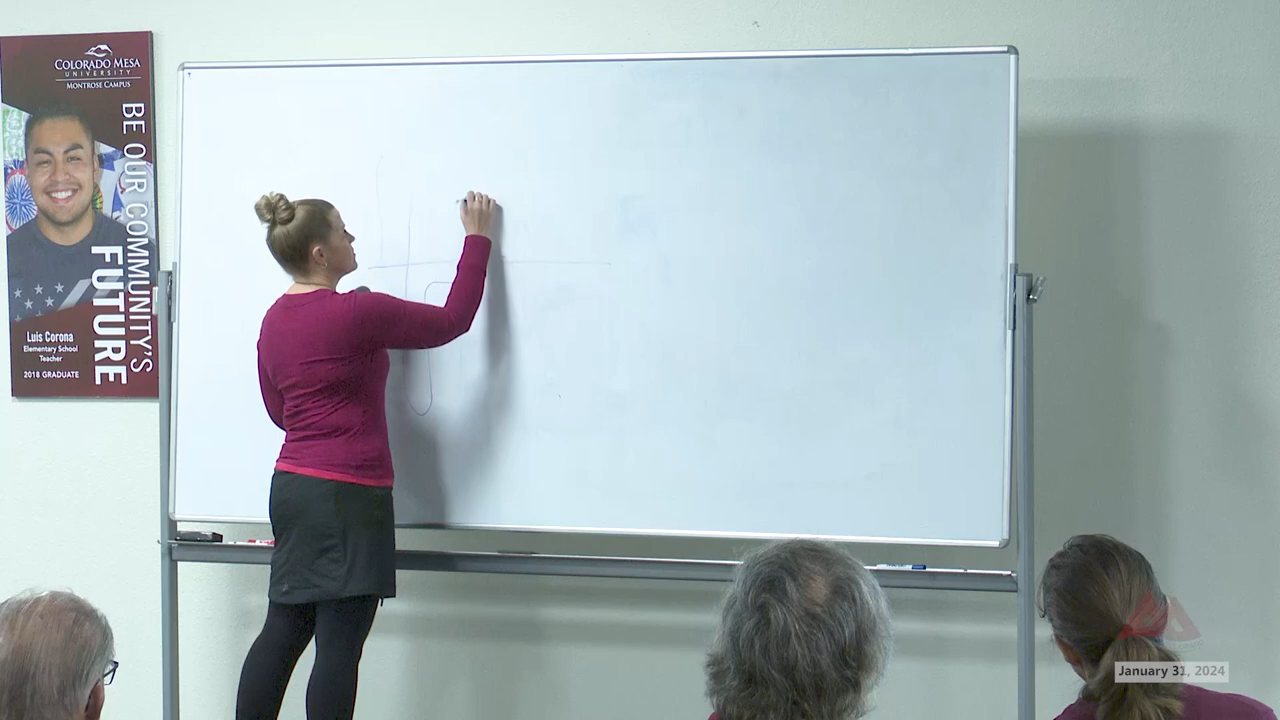 COLORADO MESA
UNIVERSITY
MONTROSE CAMPUS
BE OUR COMMUNITY'S
FUTURE
Luis Corona
Elementary School
Teacher
2018 GRADUATE
January 31, 2024